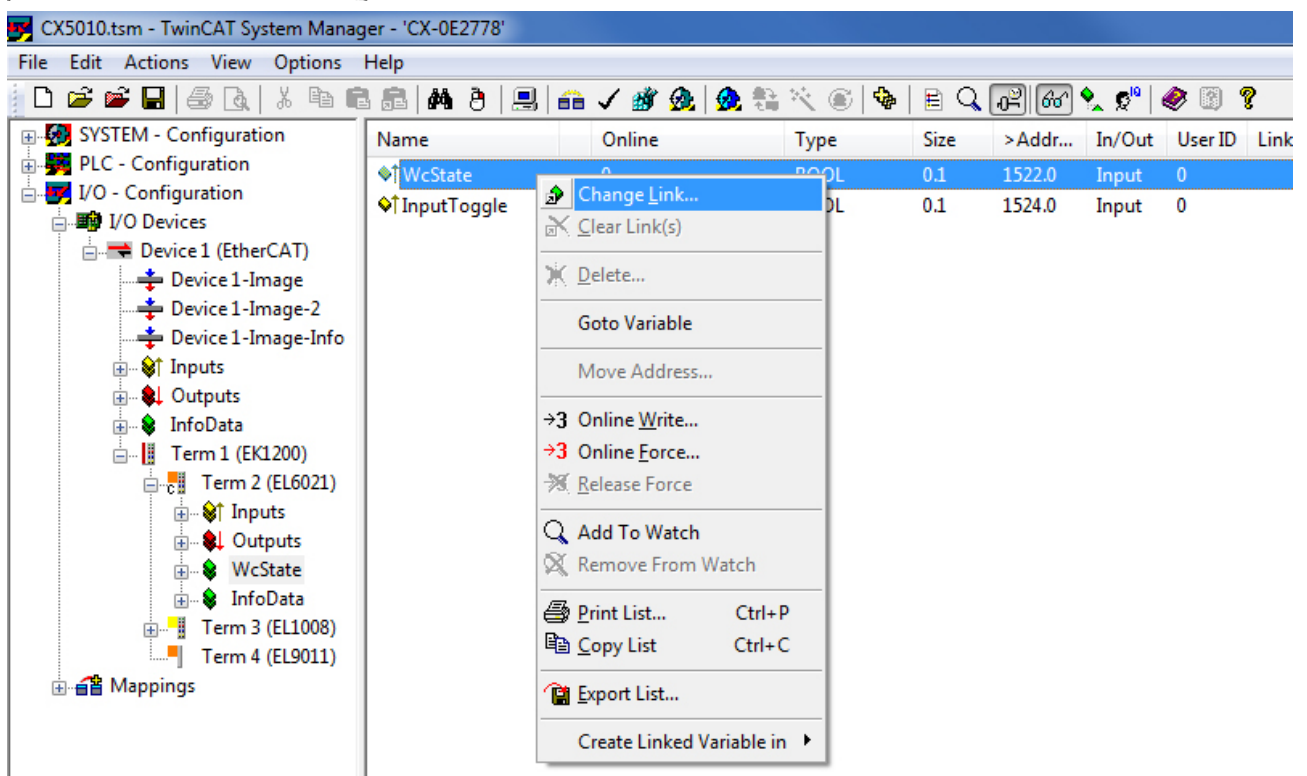 CX5010.tsm - TwinCAT System Manager - 'CX-0E2778'
File Edit Actions View Options Help
SYSTEM - Configuration
PLC - Configuration
I/O - Configuration
I/O Devices
Device 1 (EtherCAT)
Device 1-Image
Device 1-Image-2
Device 1-Image-Info
Inputs
Outputs
InfoData
Term 1 (EK1200)
Term 2 (EL6021)
Inputs
Outputs
WcState
InfoData
Term 3 (EL1008)
Term 4 (EL9011)
Mappings
Name Online Type Size >Addr... In/Out User ID Link
WcState 0 BOOL 0.1 1522.0 Input 0
InputToggle OL 0.1 1524.0 Input 0
Change Link...
Clear Link(s)
Delete...
Goto Variable
Move Address...
→3 Online Write...
→3 Online Force...
Release Force
Add To Watch
Remove From Watch
Print List... Ctrl+P
Copy List Ctrl+C
Export List...
Create Linked Variable in